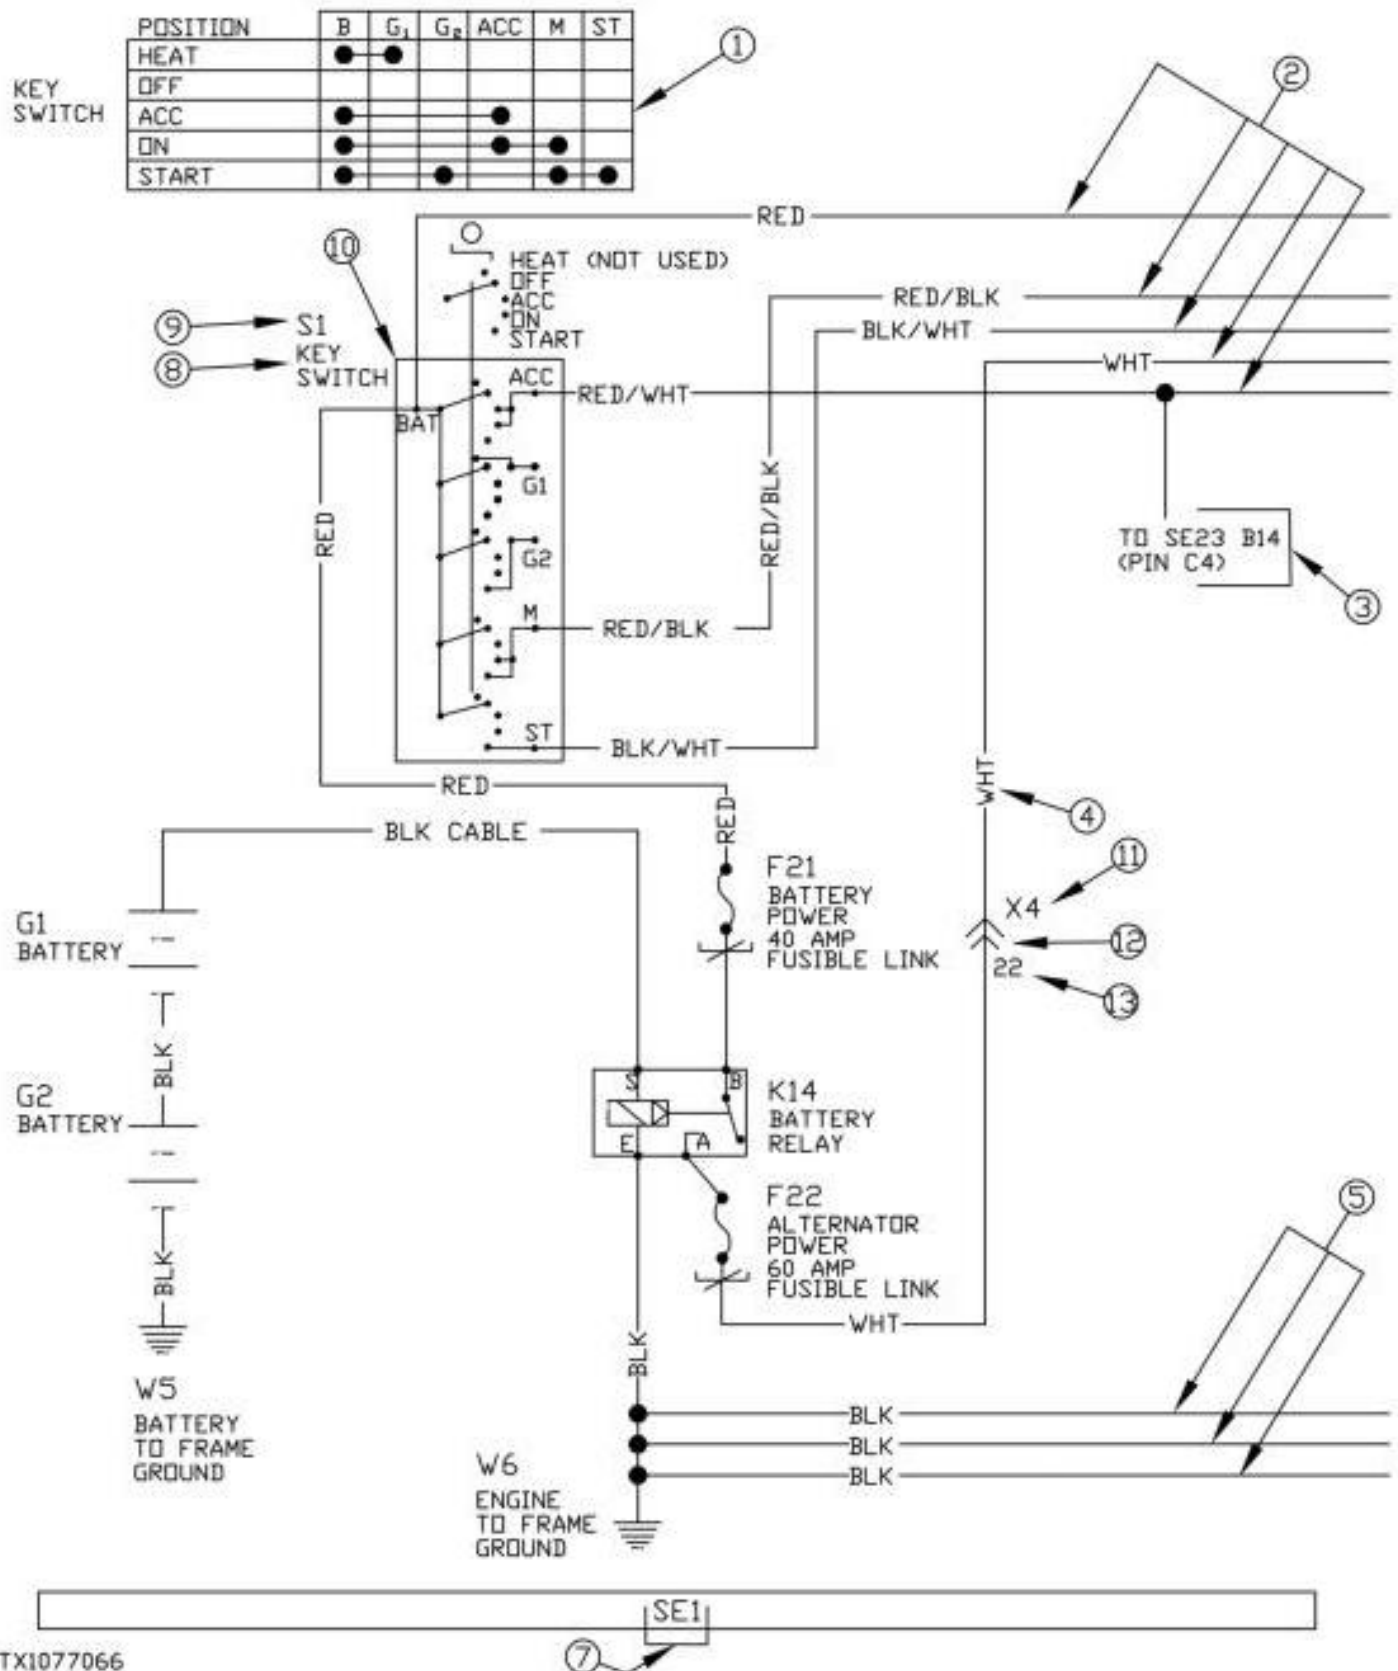 POSITION B G₁ G₂ ACC M ST
HEAT
OFF
ACC
ON
START
KEY
SWITCH
1
2
RED
10
HEAT (NOT USED)
OFF
ACC
ON
START
RED/BLK
BLK/WHT
WHT
9
S1
8
KEY
SWITCH
ACC
RED/WHT
BAT
G1
G2
M
RED/BLK
ST
BLK/WHT
RED
RED/BLK
TO SE23 B14
(PIN C4)
3
RED
RED
WHT
4
BLK CABLE
F21
BATTERY
POWER
40 AMP
FUSIBLE LINK
11
X4
12
22
13
G1
BATTERY
BLK
G2
BATTERY
BLK
S
B
E
A
K14
BATTERY
RELAY
F22
ALTERNATOR
POWER
60 AMP
FUSIBLE LINK
WHT
5
BLK
W5
BATTERY
TO FRAME
GROUND
BLK
BLK
BLK
W6
ENGINE
TO FRAME
GROUND
SE1
7
TX1077066